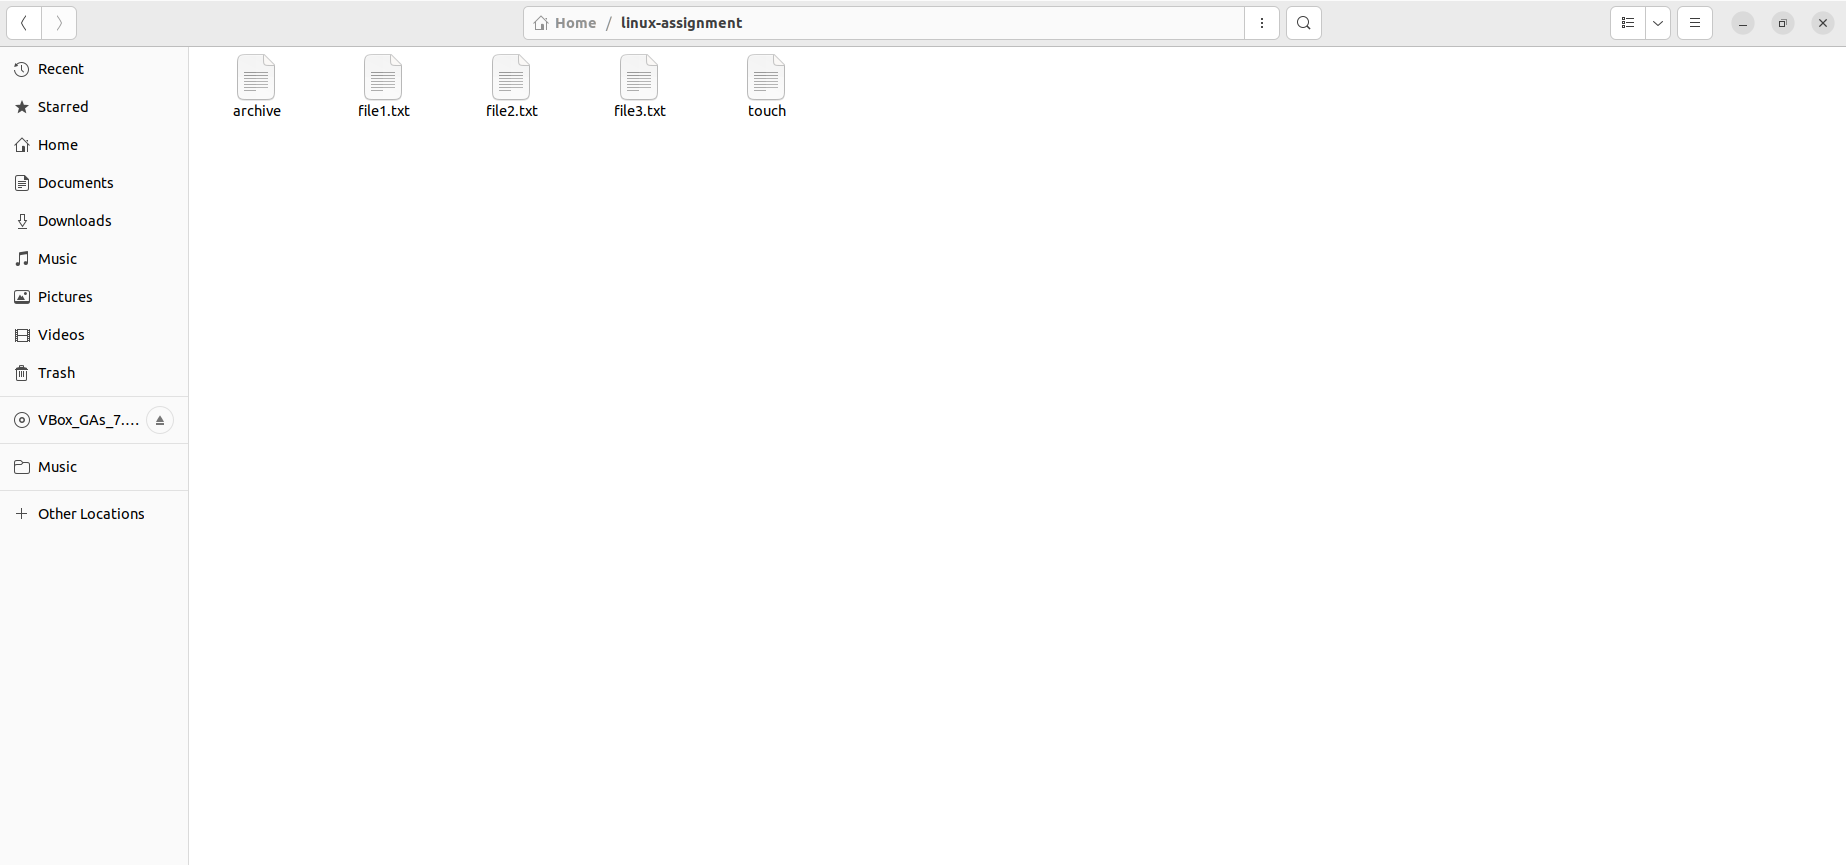 Home / linux-assignment
Recent
Starred
Home
Documents
Downloads
Music
Pictures
Videos
Trash
VBox_GAs_7....
Music
Other Locations
archive
file1.txt
file2.txt
file3.txt
touch